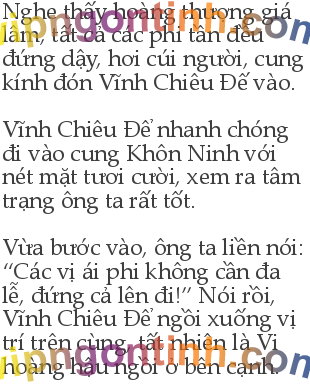 Nghe thấy hoàng thượng giá
lâm, tất cả các phi tần đều
đứng dậy, hơi cúi người, cung
kính đón Vĩnh Chiêu Đế vào.
Vĩnh Chiêu Đế nhanh chóng
đi vào cung Khôn Ninh với
nét mặt tươi cười, xem ra tâm
trạng ông ta rất tốt.
Vừa bước vào, ông ta liền nói:
“Các vị ái phi không cần đa
lễ, đứng cả lên đi!” Nói rồi,
Vĩnh Chiêu Đế ngồi xuống vị
trí trên cùng, tất nhiên là Vi
hoàng hậu ngồi ở bên cạnh.